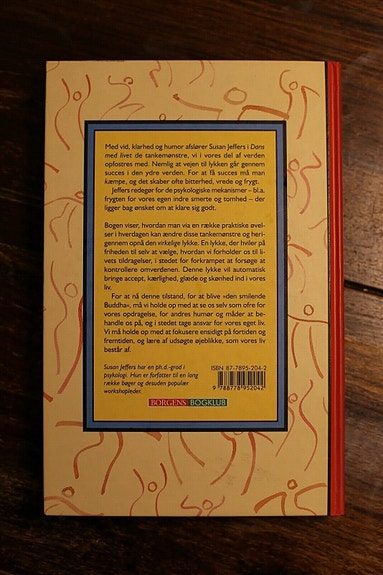 Med vid, klarhed og humor afslører Susan Jeffers i Dans
med livet de tankemønstre, vi i vores del af verden
opfostres med. Nemlig at vejen til lykken går gennem
succes i den ydre verden. For at få succes må man
kæmpe, og det skaber ofte bitterhed, vrede og frygt.
Jeffers redegør for de psykologiske mekanismer – bl.a.
frygten for vores egen indre smerte og tomhed – der
ligger bag ønsket om at klare sig godt.
Bogen viser, hvordan man via en række praktiske øvel-
ser i hverdagen kan ændre disse tankemønstre og heri-
gennem opnå den virkelige lykke. En lykke, der hviler på
friheden til selv at vælge, hvordan vi forholder os til li-
vets tildragelser, i stedet for forkrampet at forsøge at
kontrollere omverdenen. Denne lykke vil automatisk
bringe accept, kærlighed, glæde og skønhed ind i vores
liv.
For at nå denne tilstand, for at blive »den smilende
Buddha«, må vi holde op med at se os selv som ofre for
vores opdragelse, for andres humør og måder at be-
handle os på, og i stedet tage ansvar for vores eget liv.
Vi må holde op med at fokusere ensidigt på fortiden og
fremtiden, og lære af udsøgte øjeblikke, som vores liv
består af.
Susan Jeffers har en ph.d.-grad i
psykologi. Hun er forfatter til en lang
række bøger og desuden populær
workshopleder.
ISBN 87-7895-204-2
9 788778 952042
BORGENS BOGKLUB